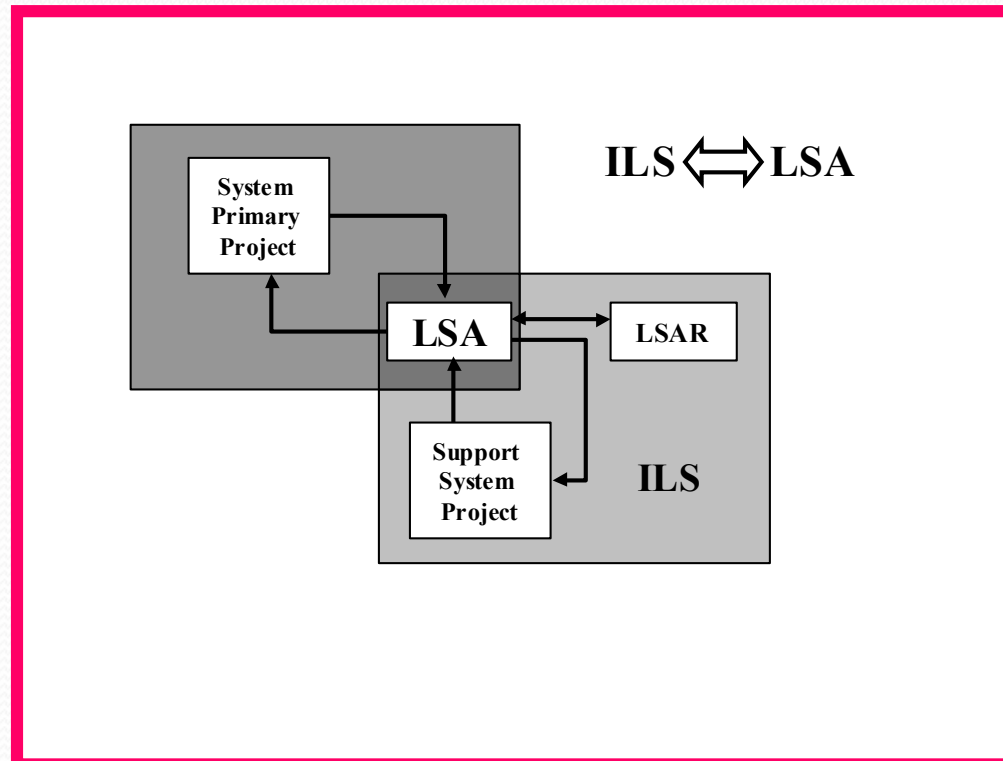 ILS LSA
System
Primary
Project
LSA
LSAR
Support
System
Project
ILS